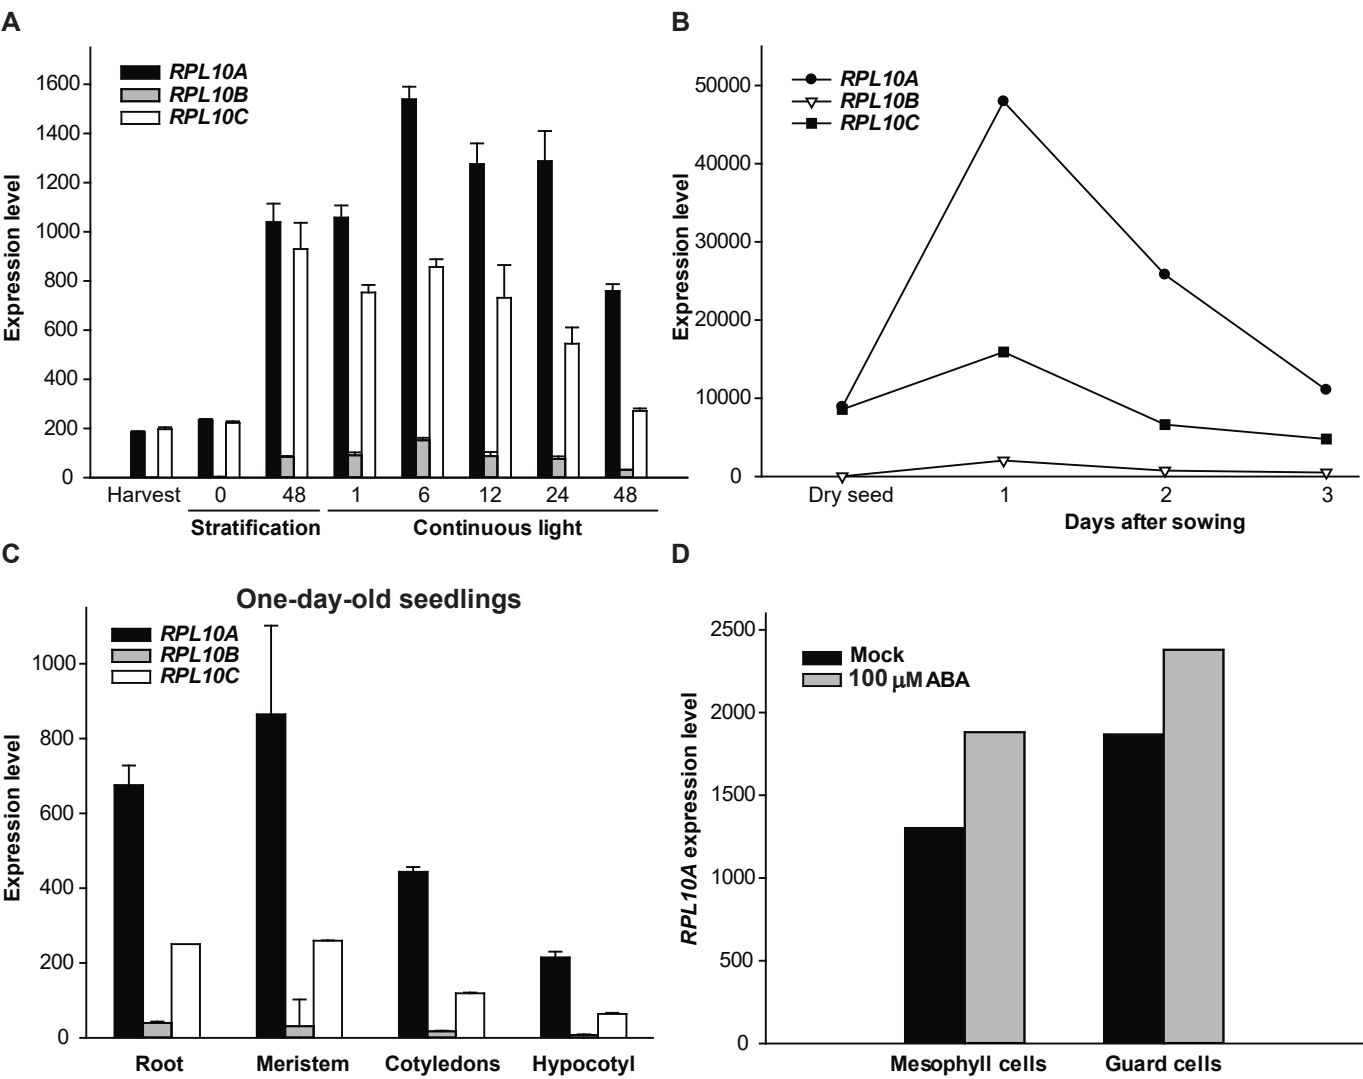 A
RPL10A
RPL10B
RPL10C
Expression level
1600
1400
1200
1000
800
600
400
200
0
Harvest 0 48 1 6 12 24 48
Stratification Continuous light
B
RPL10A
RPL10B
RPL10C
Expression level
50000
40000
30000
20000
10000
0
Dry seed 1 2 3
Days after sowing
C
One-day-old seedlings
RPL10A
RPL10B
RPL10C
Expression level
1000
800
600
400
200
0
Root Meristem Cotyledons Hypocotyl
D
Mock
100 μM ABA
RPL10A expression level
2500
2000
1500
1000
500
0
Mesophyll cells Guard cells